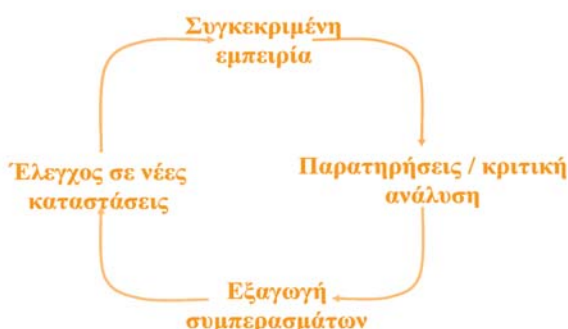 Συγκεκριμένη
εμπειρία
Παρατηρήσεις / κριτική
ανάλυση
Εξαγωγή
συμπερασμάτων
Έλεγχος σε νέες
καταστάσεις